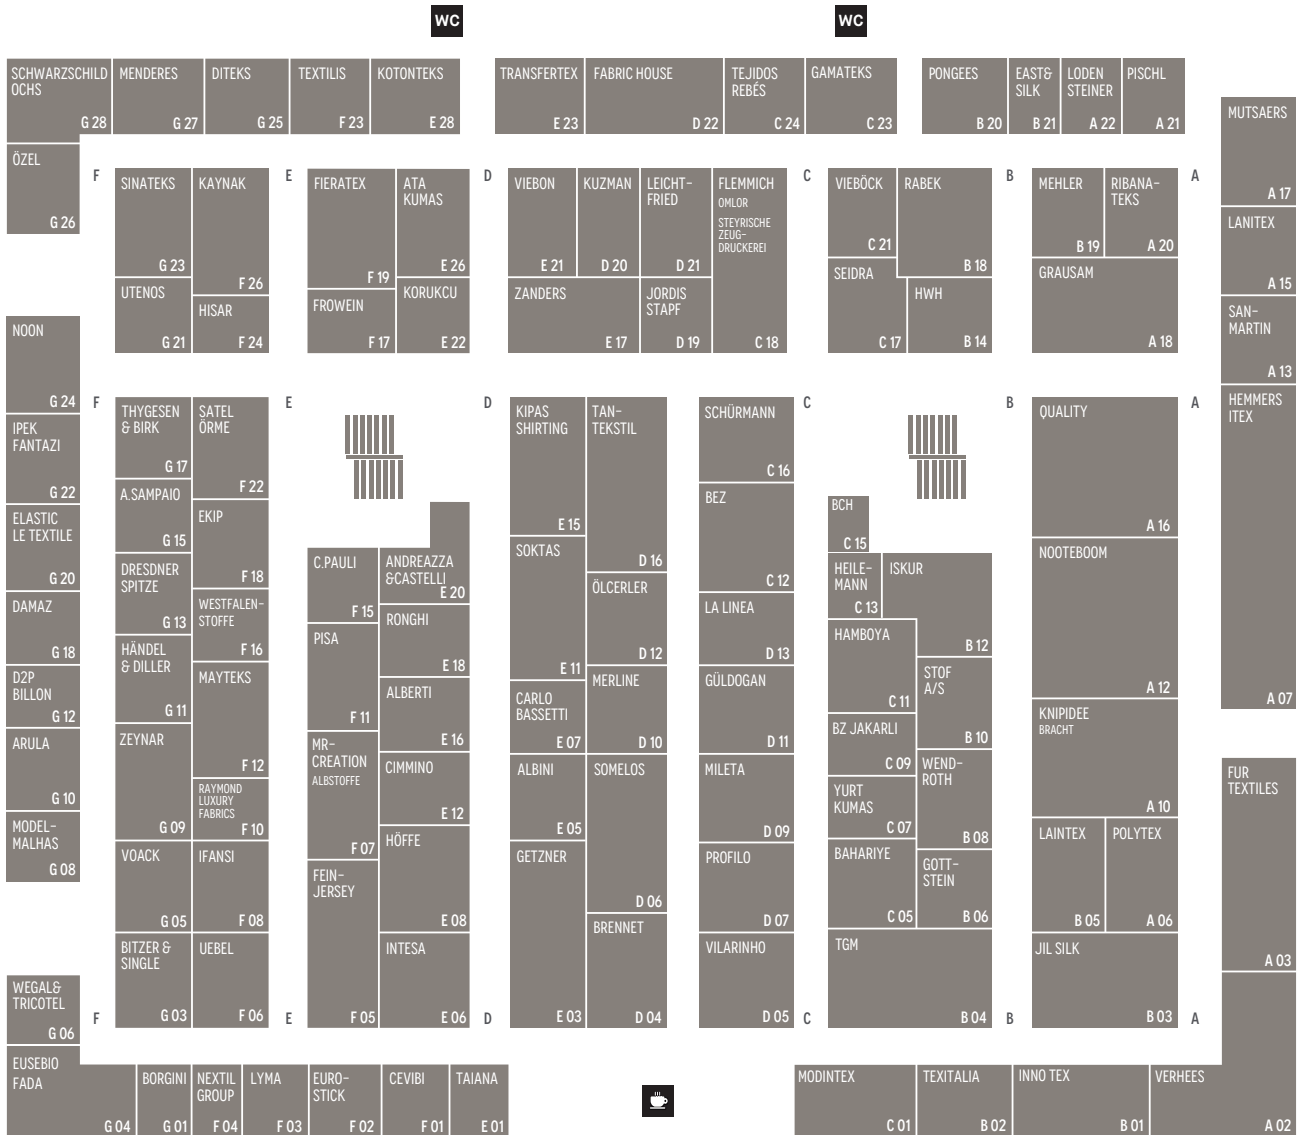 WC
WC
SCHWARZSCHILD
OCHS
G 28
MENDERES
G 27
DITEKS
G 25
TEXTILIS
F 23
KOTONTEKS
E 28
TRANSFERTEX
E 23
FABRIC HOUSE
D 22
TEJIDOS
REBÉS
C 24
GAMATEKS
C 23
PONGEES
B 20
EAST&
SILK
B 21
LODEN
STEINER
A 22
PISCHL
A 21
MUTSAERS
A 17
ÖZEL
G 26
F
SINATEKS
G 23
KAYNAK
F 26
E
FIERATEX
F 19
ATA
KUMAS
E 26
D
VIEBON
E 21
KUZMAN
D 20
LEICHT-
FRIED
D 21
FLEMMICH
OMLOR
STEYRISCHE
ZEUG-
DRUCKEREI
C 18
C
VIEBÖCK
C 21
RABEK
B 18
B
MEHLER
B 19
RIBANA-
TEKS
A 20
A
LANITEX
A 15
UTENOS
G 21
HISAR
F 24
FROWEIN
F 17
KORUKCU
E 22
ZANDERS
E 17
JORDIS
STAPF
D 19
SEIDRA
C 17
HWH
B 14
GRAUSAM
A 18
SAN-
MARTIN
A 13
NOON
G 24
F
THYGESEN
& BIRK
G 17
SATEL
ÖRME
F 22
E
D
KIPAS
SHIRTING
E 15
TAN-
TEKSTIL
D 16
SCHÜRMANN
C 16
C
B
QUALITY
A 16
A
HEMMERS
ITEX
A 07
IPEK
FANTAZI
G 22
A.SAMPAIO
G 15
EKIP
F 18
BEZ
C 12
BCH
C 15
ELASTIC
LE TEXTILE
G 20
DRESDNER
SPITZE
G 13
WESTFALEN-
STOFFE
F 16
C.PAULI
F 15
ANDREAZZA
&CASTELLI
E 20
SOKTAS
E 11
ÖLCERLER
D 12
HEILE-
MANN
C 13
ISKUR
B 12
NOOTEBOOM
A 12
DAMAZ
G 18
HÄNDEL
& DILLER
G 11
MAYTEKS
F 12
PISA
F 11
RONGHI
E 18
LA LINEA
D 13
HAMBOYA
C 11
STOF
A/S
B 10
D2P
BILLON
G 12
ALBERTI
E 16
CARLO
BASSETTI
E 07
MERLINE
D 10
GÜLDOGAN
D 11
BZ JAKARLI
C 09
KNIPIDEE
BRACHT
A 10
ARULA
G 10
ZEYNAR
G 09
RAYMOND
LUXURY
FABRICS
F 10
MR-
CREATION
ALBSTOFFE
F 07
CIMMINO
E 12
ALBINI
E 05
SOMELOS
D 06
MILETA
D 09
YURT
KUMAS
C 07
WEND-
ROTH
B 08
FUR
TEXTILES
A 03
MODEL-
MALHAS
G 08
VOACK
G 05
IFANSI
F 08
FEIN-
JERSEY
F 05
HÖFFE
E 08
GETZNER
E 03
PROFILO
D 07
BAHARIYE
C 05
GOTT-
STEIN
B 06
LAINTEX
B 05
POLYTEX
A 06
BITZER &
SINGLE
G 03
UEBEL
F 06
INTESA
E 06
BRENNET
D 04
VILARINHO
D 05
TGM
B 04
JIL SILK
B 03
WEGAL&
TRICOTEL
G 06
F
E
D
C
B
A
EUSEBIO
FADA
G 04
BORGINI
G 01
NEXTIL
GROUP
F 04
LYMA
F 03
EURO-
STICK
F 02
CEVIBI
F 01
TAIANA
E 01
MODINTEX
C 01
TEXITALIA
B 02
INNO TEX
B 01
VERHEES
A 02